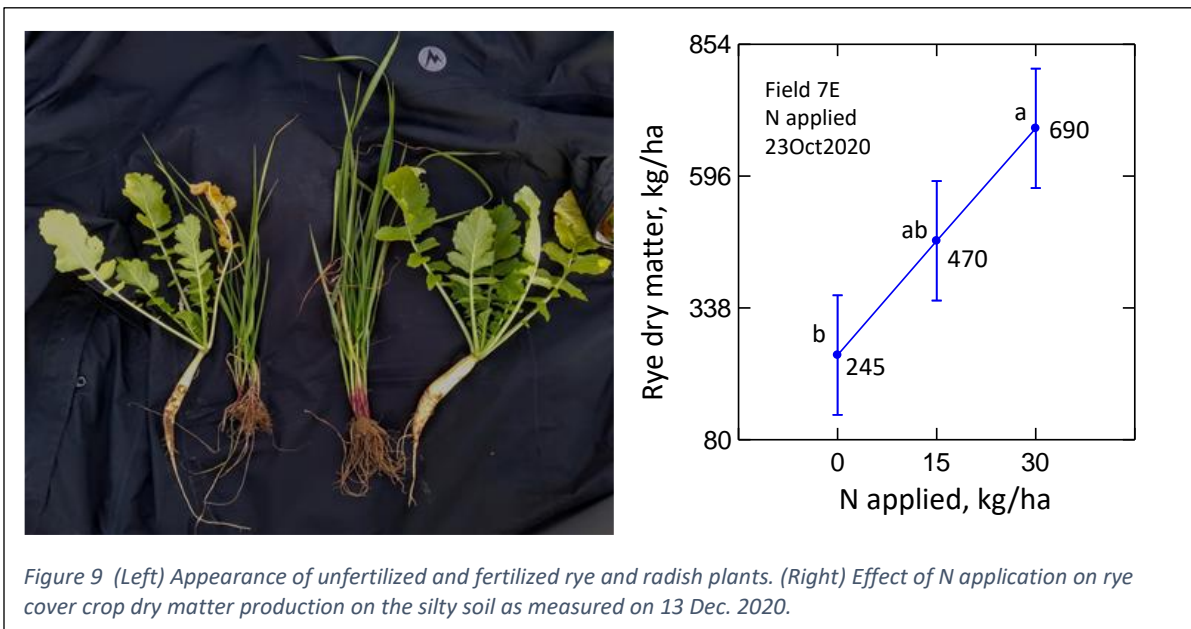 854
596
338
80
Rye dry matter, kg/ha
Field 7E
N applied
23Oct2020
a
690
ab
470
b
245
0 15 30
N applied, kg/ha
Figure 9 (Left) Appearance of unfertilized and fertilized rye and radish plants. (Right) Effect of N application on rye
cover crop dry matter production on the silty soil as measured on 13 Dec. 2020.